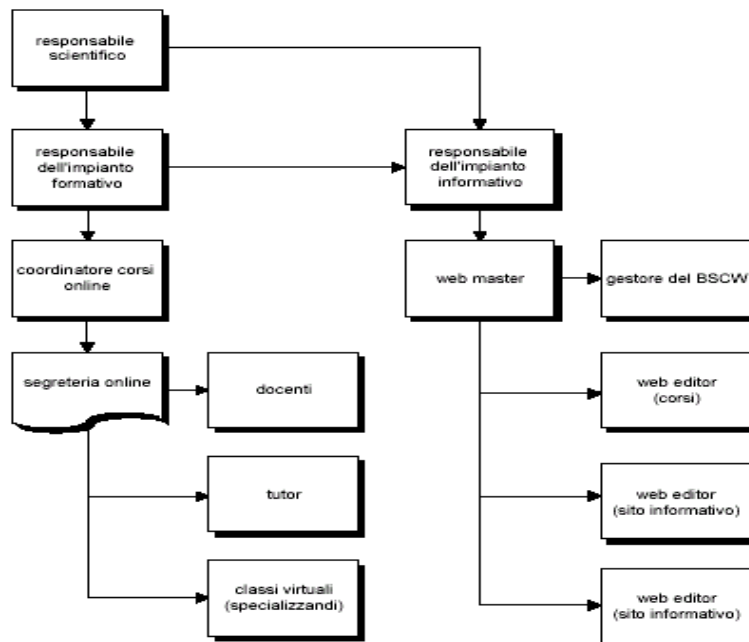 responsabile
scientifico
responsabile
dell'impianto
formativo
responsabile
dell'impianto
informativo
coordinatore corsi
online
web master
gestore del BSCW
segreteria online
docenti
web editor
(corsi)
tutor
web editor
(sito informativo)
classi virtuali
(specializzandi)
web editor
(sito informativo)